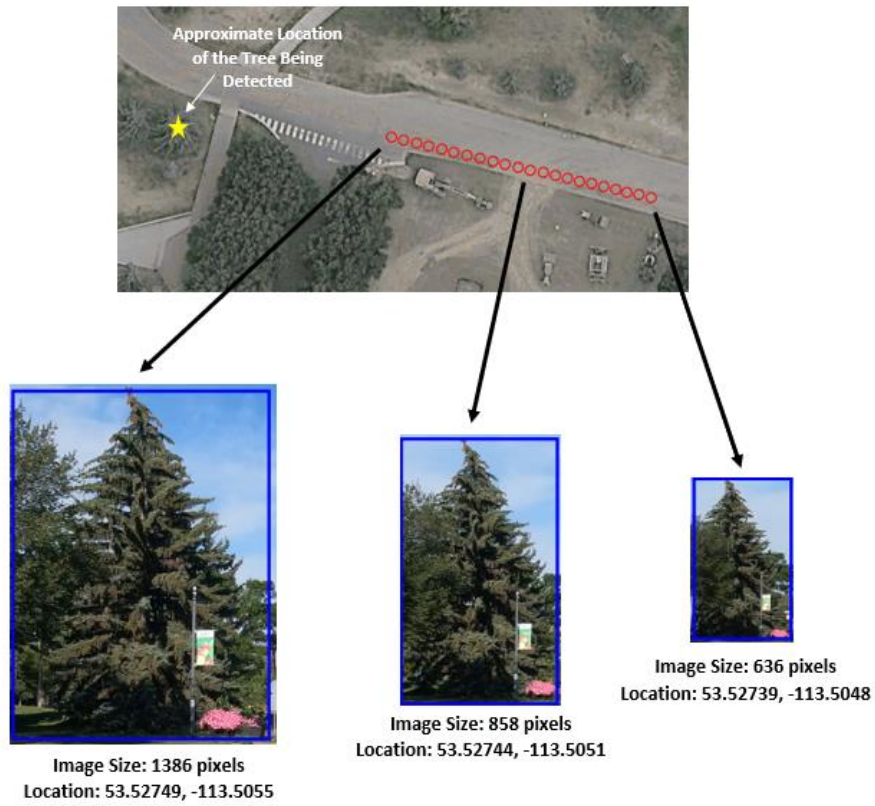 Approximate Location
of the Tree Being
Detected
Image Size: 1386 pixels
Location: 53.52749, -113.5055
Image Size: 858 pixels
Location: 53.52744, -113.5051
Image Size: 636 pixels
Location: 53.52739, -113.5048